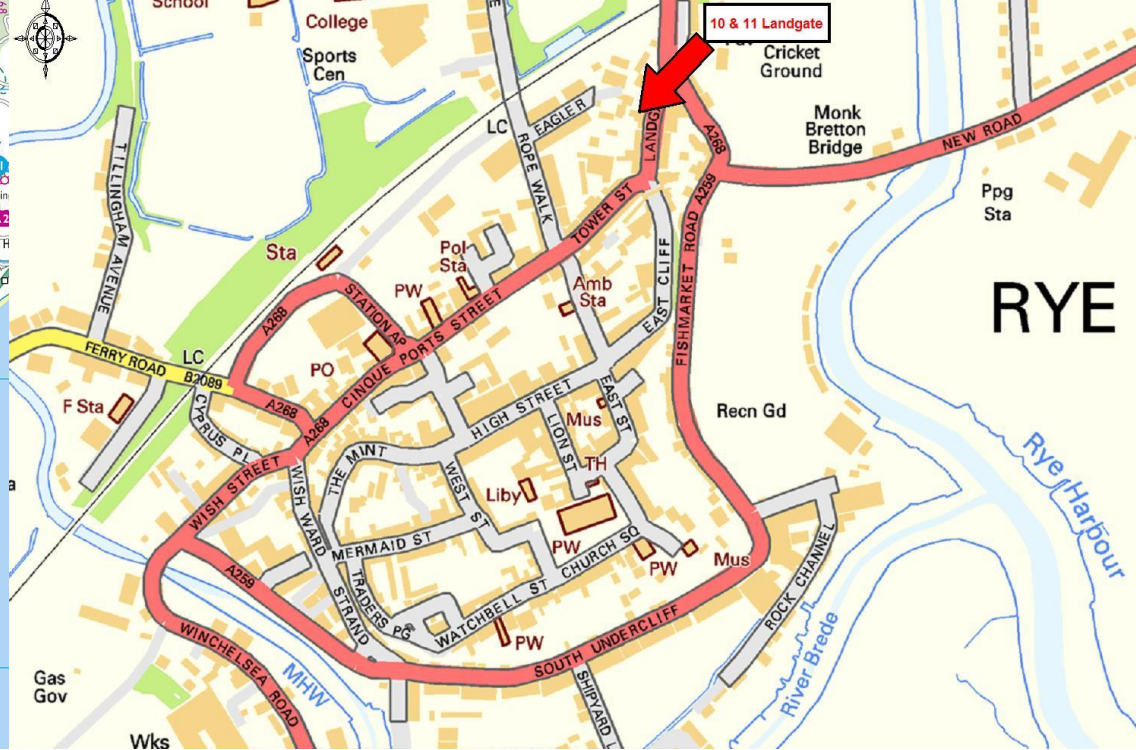 School
College
Sports
Cen
10 & 11 Landgate
Cricket
Ground
Monk
Bretton
Bridge
NEW ROAD
Ppg
Sta
RYE
LC
EAGLE R
ROPE WALK
LANDG
A268
A259
TOWER ST
TILLINGHAM AVENUE
Sta
Pol
Sta
PW
STATION AP
A268
CINQUE PORTS STREET
Amb
Sta
EAST CLIFF
FISHMARKET ROAD
FERRY ROAD
B2089
LC
PO
F Sta
A268
A268
CYPRUS PL
HIGH STREET
EAST ST
Mus
LION ST
TH
Recn Gd
WISH STREET
THE MINT
WISH WARD
WEST ST
Liby
MERMAID ST
PW
CHURCH SQ
PW
Mus
ROCK CHANNEL
Rye Harbour
A259
TRADERS PG
STRAND
WATCHBELL ST
PW
SOUTH UNDERCLIFF
WINCHELSEA ROAD
MHW
SHIPYARD L
River Brede
Gas
Gov
Wks